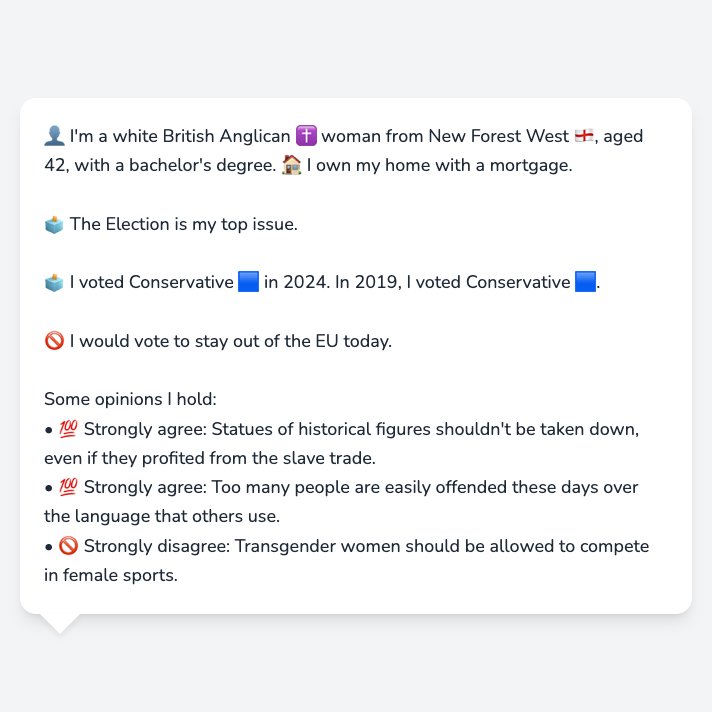 👤 I'm a white British Anglican ✝️ woman from New Forest West 🏴󠁧󠁢󠁥󠁮󠁧󠁿, aged
42, with a bachelor's degree. 🏠 I own my home with a mortgage.
🗳️ The Election is my top issue.
🗳️ I voted Conservative 🟦 in 2024. In 2019, I voted Conservative 🟦.
🚫 I would vote to stay out of the EU today.
Some opinions I hold:
• 💯 Strongly agree: Statues of historical figures shouldn't be taken down,
even if they profited from the slave trade.
• 💯 Strongly agree: Too many people are easily offended these days over
the language that others use.
• 🚫 Strongly disagree: Transgender women should be allowed to compete
in female sports.